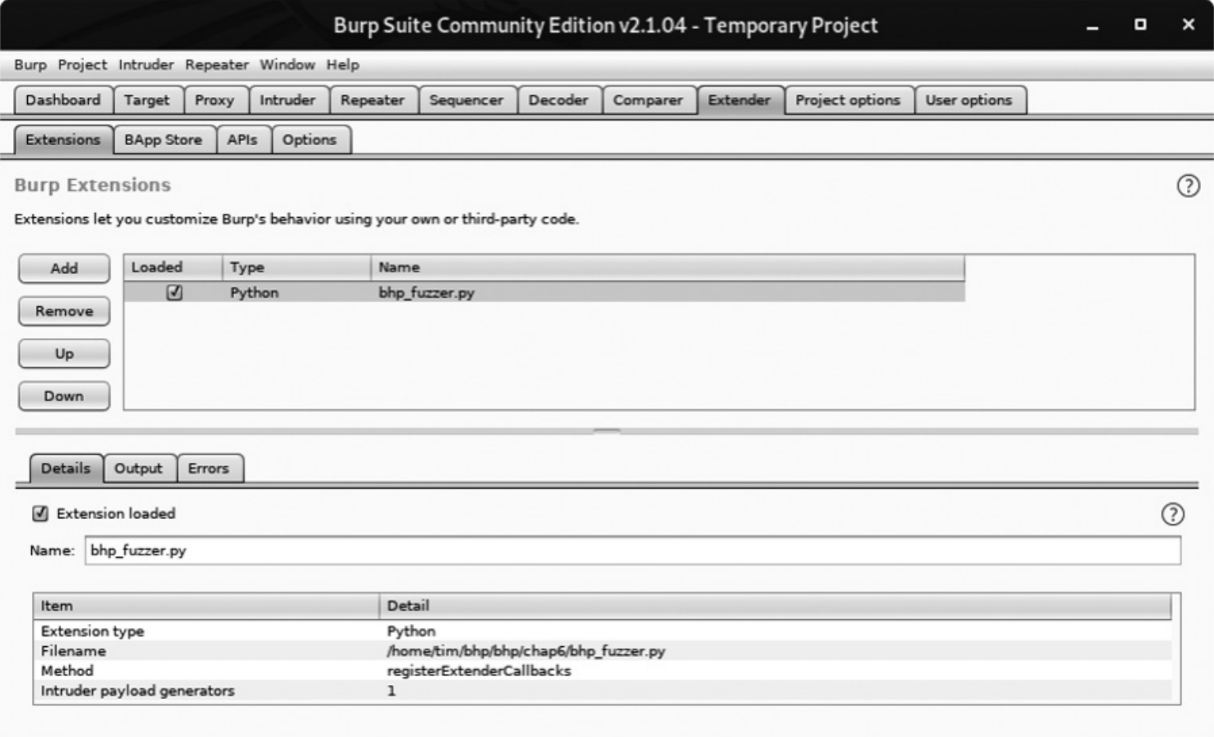 Burp Suite Community Edition v2.1.04 - Temporary Project
Burp Project Intruder Repeater Window Help
Dashboard Target Proxy Intruder Repeater Sequencer Decoder Comparer Extender Project options User options
Extensions BApp Store APIs Options
Burp Extensions
?
Extensions let you customize Burp's behavior using your own or third-party code.
Add
Remove
Up
Down
Loaded Type Name
Python bhp_fuzzer.py
Details Output Errors
Extension loaded
?
Name: bhp_fuzzer.py
Item Detail
Extension type Python
Filename /home/tim/bhp/bhp/chap6/bhp_fuzzer.py
Method registerExtenderCallbacks
Intruder payload generators 1